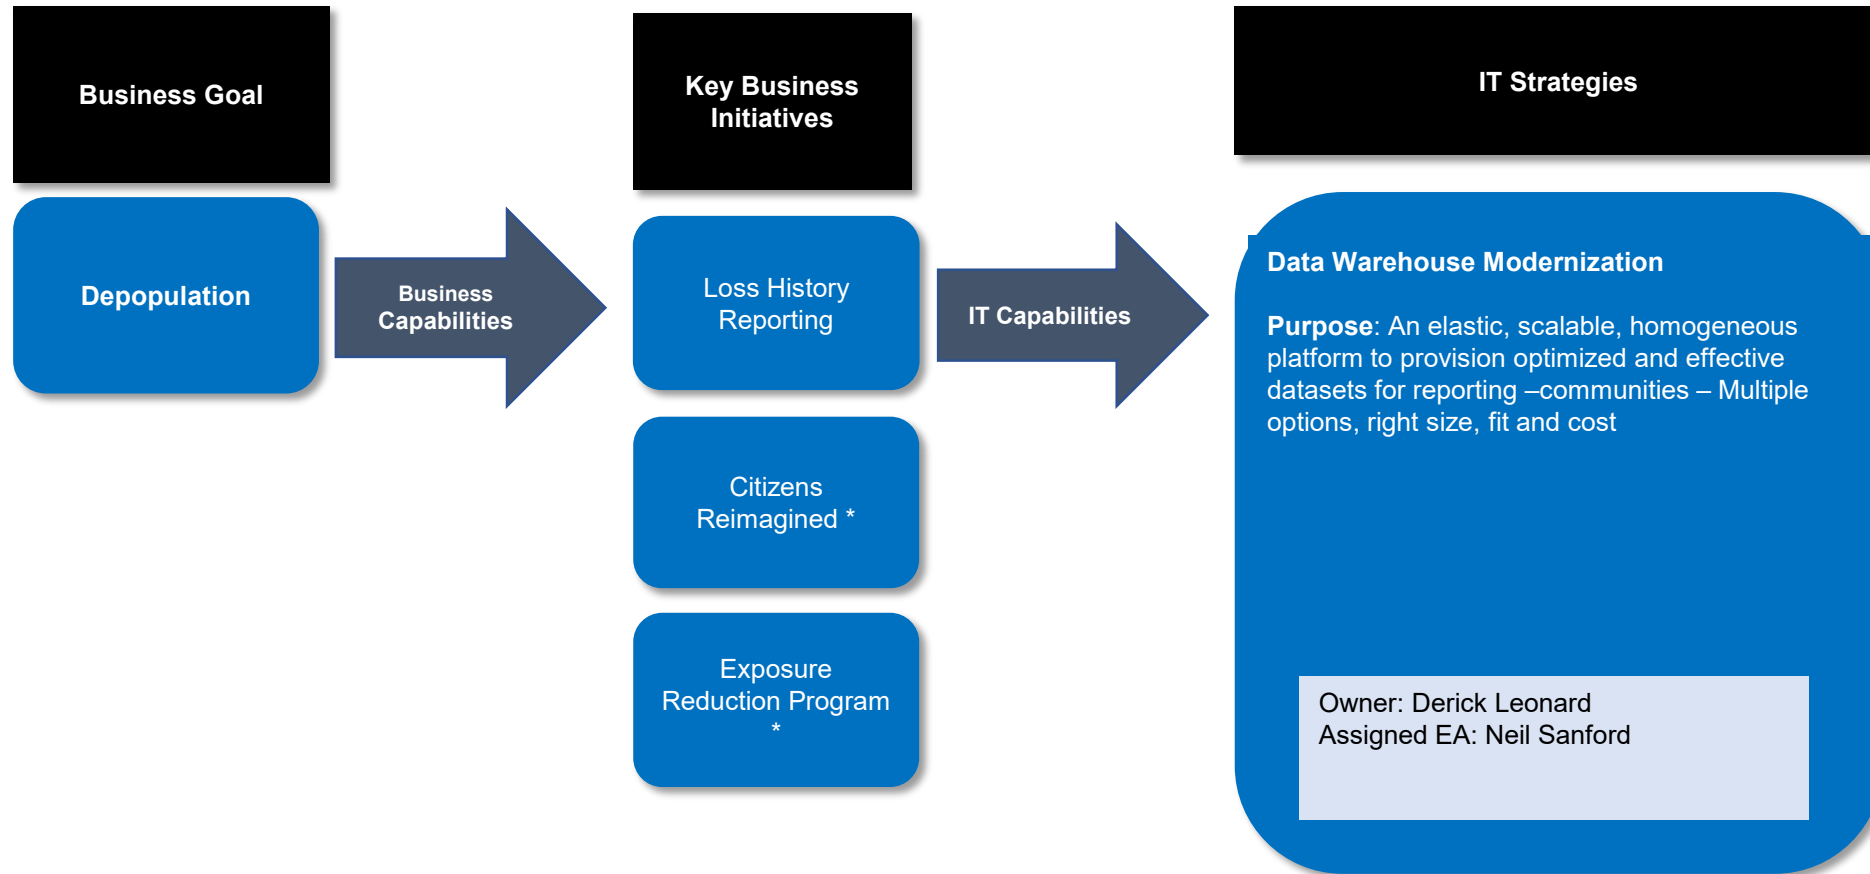 Business Goal
Key Business
Initiatives
IT Strategies
Depopulation
Business
Capabilities
Loss History
Reporting
Citizens
Reimagined *
Exposure
Reduction Program
*
IT Capabilities
Data Warehouse Modernization
Purpose: An elastic, scalable, homogeneous
platform to provision optimized and effective
datasets for reporting –communities – Multiple
options, right size, fit and cost
Owner: Derick Leonard
Assigned EA: Neil Sanford